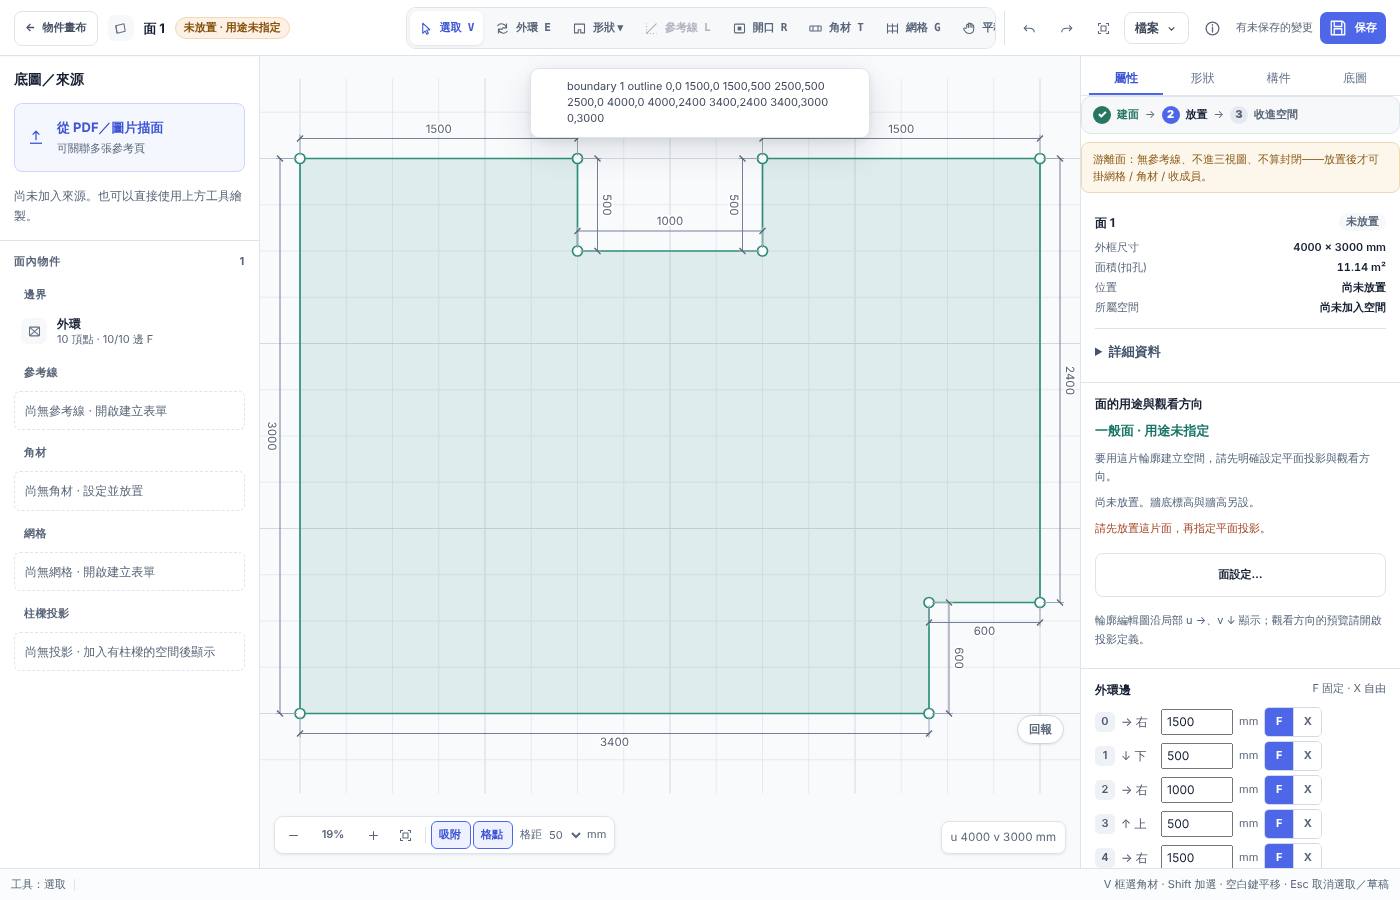 ← 物件畫布
面 1
未放置 · 用途未指定
選取 V
外環 E
形狀▾
參考線 L
開口 R
角材 T
網格 G
檔案
有未保存的變更
保存
底圖／來源
從 PDF／圖片描面
可關聯多張參考頁
尚未加入來源。也可以直接使用上方工具繪
製。
面內物件
1
邊界
外環
10 頂點 · 10/10 邊 F
參考線
尚無參考線 · 開啟建立表單
角材
尚無角材 · 設定並放置
網格
尚無網格 · 開啟建立表單
柱樑投影
尚無投影 · 加入有柱樑的空間後顯示
boundary 1 outline 0,0 1500,0 1500,500 2500,500
2500,0 4000,0 4000,2400 3400,2400 3400,3000
0,3000
1500
1500
500
500
1000
2400
3000
600
600
3400
回報
− 19% +
吸附
格點
格距 50 mm
u 4000 v 3000 mm
屬性
形狀
構件
底圖
建面 → 2 放置 → 3 收進空間
游離面：無參考線、不進三視圖、不算封閉——放置後才可
掛網格 / 角材 / 收成員。
面 1
未放置
外框尺寸
4000 × 3000 mm
面積(扣孔)
11.14 m²
位置
尚未放置
所屬空間
尚未加入空間
▶ 詳細資料
面的用途與觀看方向
一般面 · 用途未指定
要用這片輪廓建立空間，請先明確設定平面投影與觀看方
向。
尚未放置。牆底標高與牆高另設。
請先放置這片面，再指定平面投影。
面設定…
輪廓編輯圖沿局部 u →、v ↓ 顯示；觀看方向的預覽請開啟
投影定義。
外環邊
F 固定 · X 自由
0 → 右 1500 mm F X
1 ↓ 下 500 mm F X
2 → 右 1000 mm F X
3 ↑ 上 500 mm F X
4 → 右 1500 mm F X
工具：選取
V 框選角材 · Shift 加選 · 空白鍵平移 · Esc 取消選取／草稿